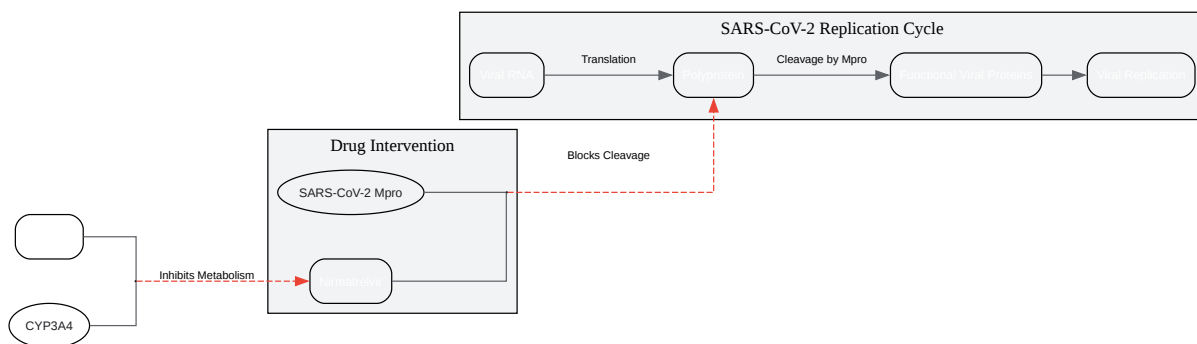 SARS-CoV-2 Replication Cycle
Viral RNA
Translation
Polyprotein
Cleavage by Mpro
Functional Viral Proteins
Viral Replication
Drug Intervention
Blocks Cleavage
SARS-CoV-2 Mpro
Inhibits Metabolism
Nirmatrelvir
CYP3A4